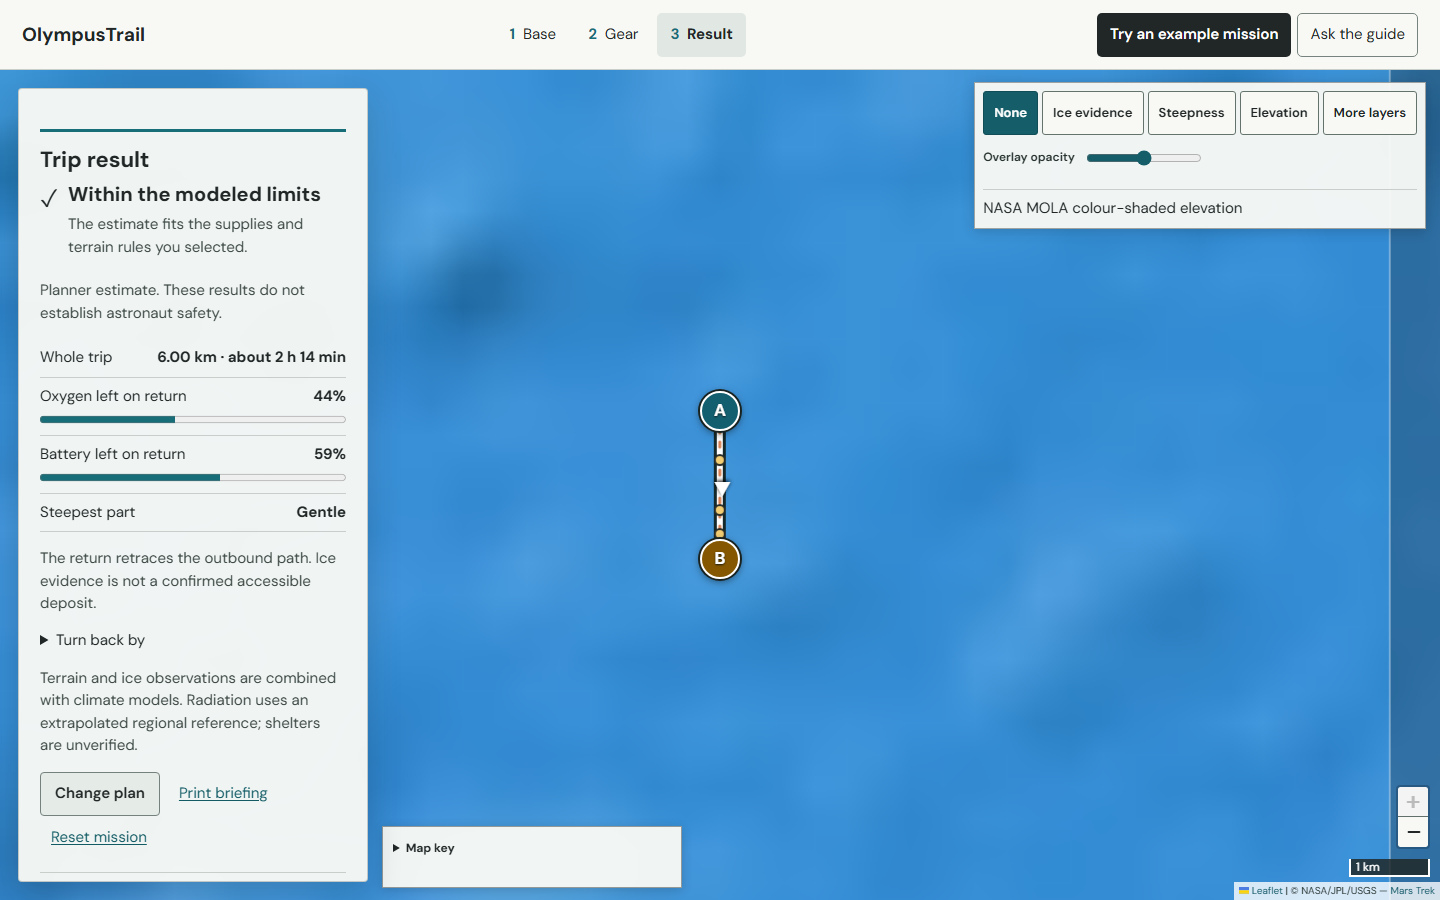 OlympusTrail
1 Base
2 Gear
3 Result
Try an example mission
Ask the guide
Trip result
✓ Within the modeled limits
The estimate fits the supplies and
terrain rules you selected.
Planner estimate. These results do not
establish astronaut safety.
Whole trip 6.00 km · about 2 h 14 min
Oxygen left on return 44%
Battery left on return 59%
Steepest part Gentle
The return retraces the outbound path. Ice
evidence is not a confirmed accessible
deposit.
Turn back by
Terrain and ice observations are combined
with climate models. Radiation uses an
extrapolated regional reference; shelters
are unverified.
Change plan
Print briefing
Reset mission
None
Ice evidence
Steepness
Elevation
More layers
Overlay opacity
NASA MOLA colour-shaded elevation
A
B
Map key
+
−
1 km
Leaflet | © NASA/JPL/USGS — Mars Trek